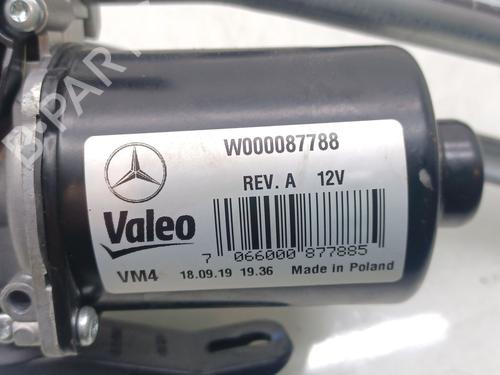 W000087788
REV. A 12V
Valeo
7 066000 877885
VM4 18.09.19 19.36 Made in Poland